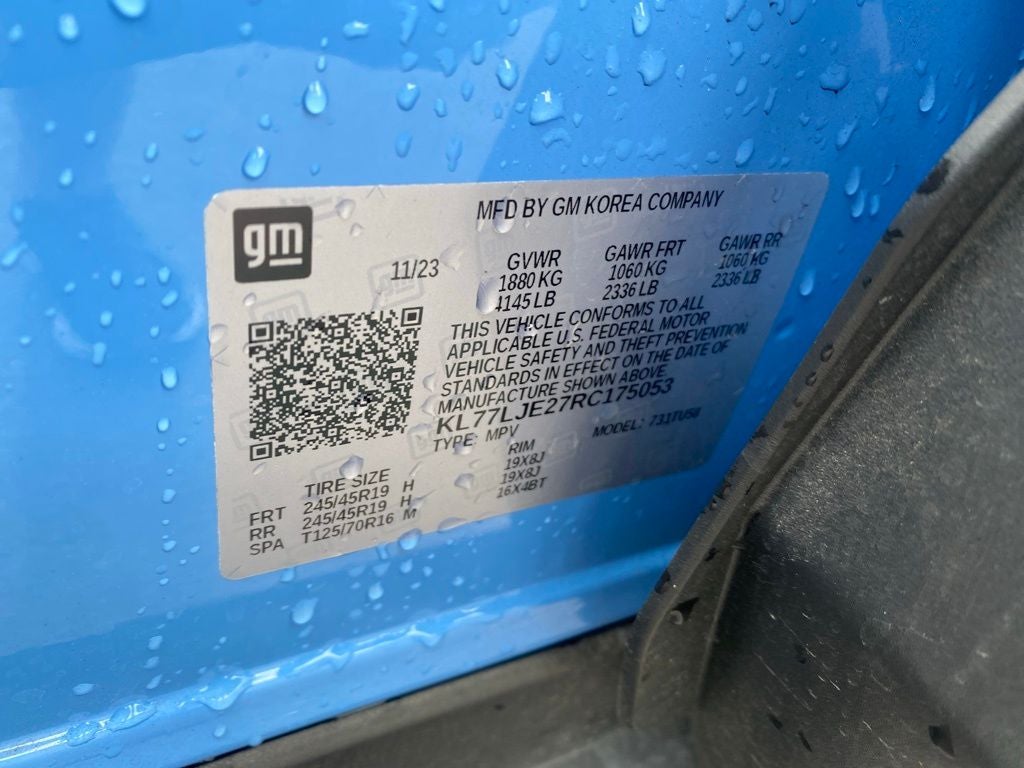 gm
MFD BY GM KOREA COMPANY
11/23
GVWR GAWR FRT GAWR RR
1880 KG 1060 KG 1060 KG
4145 LB 2336 LB 2336 LB
THIS VEHICLE CONFORMS TO ALL
APPLICABLE U.S. FEDERAL MOTOR
VEHICLE SAFETY AND THEFT PREVENTION
STANDARDS IN EFFECT ON THE DATE OF
MANUFACTURE SHOWN ABOVE
KL77LJE27RC175053
TYPE: MPV MODEL:
TIRE SIZE RIM
FRT 245/45R19 H 19X8J
RR 245/45R19 H 19X8J
SPA T125/70R16 M 16X4BT